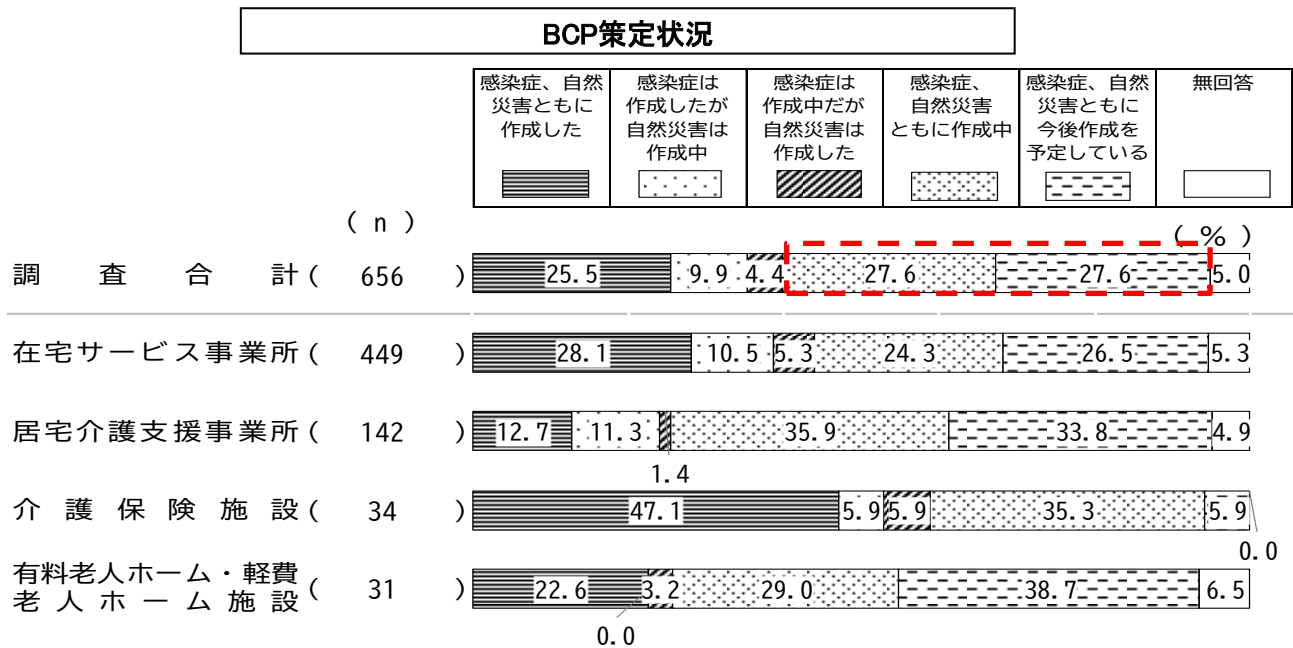 BCP策定状況
感染症、自然
災害ともに
作成した
感染症は
作成したが
自然災害は
作成中
感染症は
作成中だが
自然災害は
作成した
感染症、
自然災害
ともに作成中
感染症、自然
災害ともに
今後作成を
予定している
無回答
( n )
( % )
調査合計( 656 ) 25.5 9.9 4.4 27.6 27.6 5.0
在宅サービス事業所( 449 ) 28.1 10.5 5.3 24.3 26.5 5.3
居宅介護支援事業所( 142 ) 12.7 11.3 35.9 33.8 4.9
1.4
介護保険施設( 34 ) 47.1 5.9 5.9 35.3 5.9
0.0
有料老人ホーム・軽費
老人ホーム施設( 31 ) 22.6 3.2 29.0 38.7 6.5
0.0